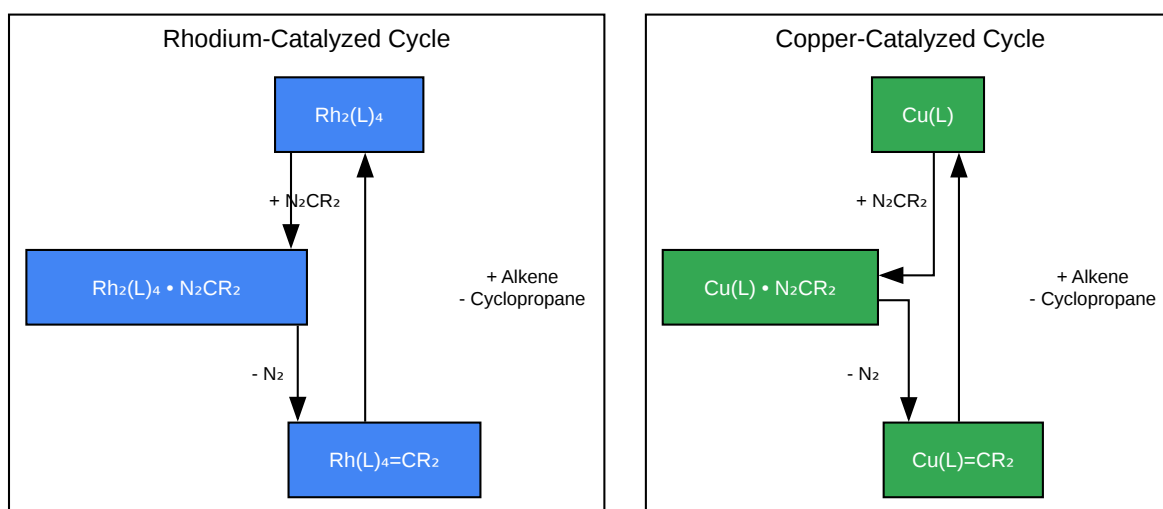 Rhodium-Catalyzed Cycle
Rh₂(L)₄
+ N₂CR₂
Rh₂(L)₄ • N₂CR₂
+ Alkene
- Cyclopropane
- N₂
Rh(L)₄=CR₂
Copper-Catalyzed Cycle
Cu(L)
+ N₂CR₂
Cu(L) • N₂CR₂
+ Alkene
- Cyclopropane
- N₂
Cu(L)=CR₂